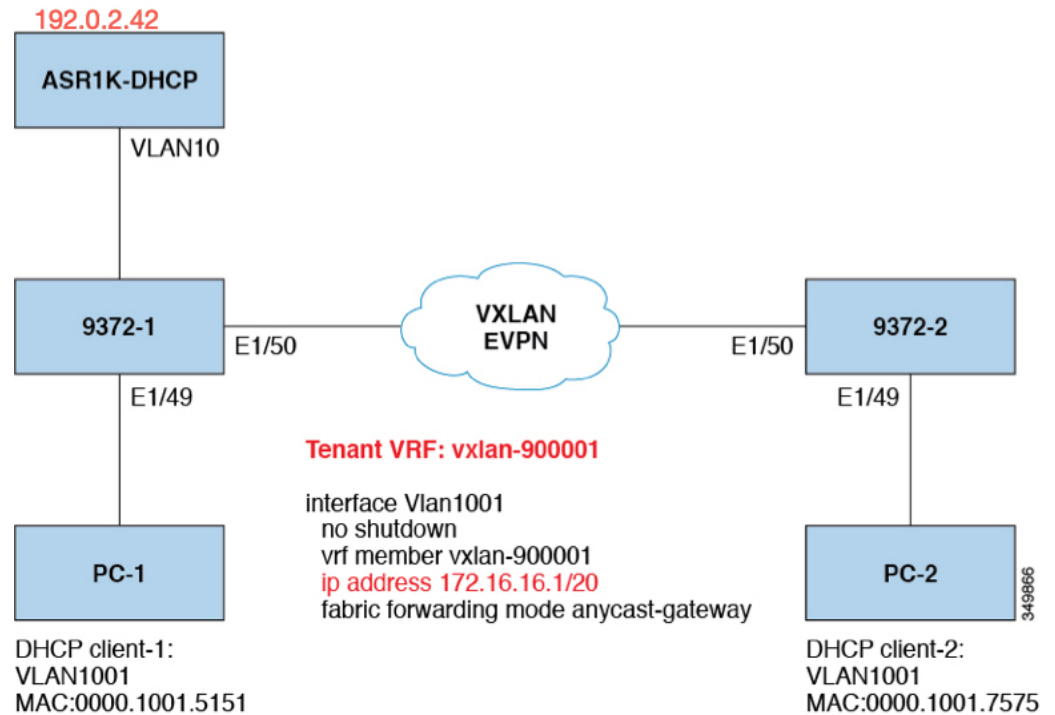 192.0.2.42
ASR1K-DHCP
VLAN10
9372-1
E1/50
VXLAN
EVPN
E1/50
9372-2
E1/49
E1/49
Tenant VRF: vxlan-900001
interface Vlan1001
no shutdown
vrf member vxlan-900001
ip address 172.16.16.1/20
fabric forwarding mode anycast-gateway
PC-1
PC-2
349866
DHCP client-1:
VLAN1001
MAC:0000.1001.5151
DHCP client-2:
VLAN1001
MAC:0000.1001.7575